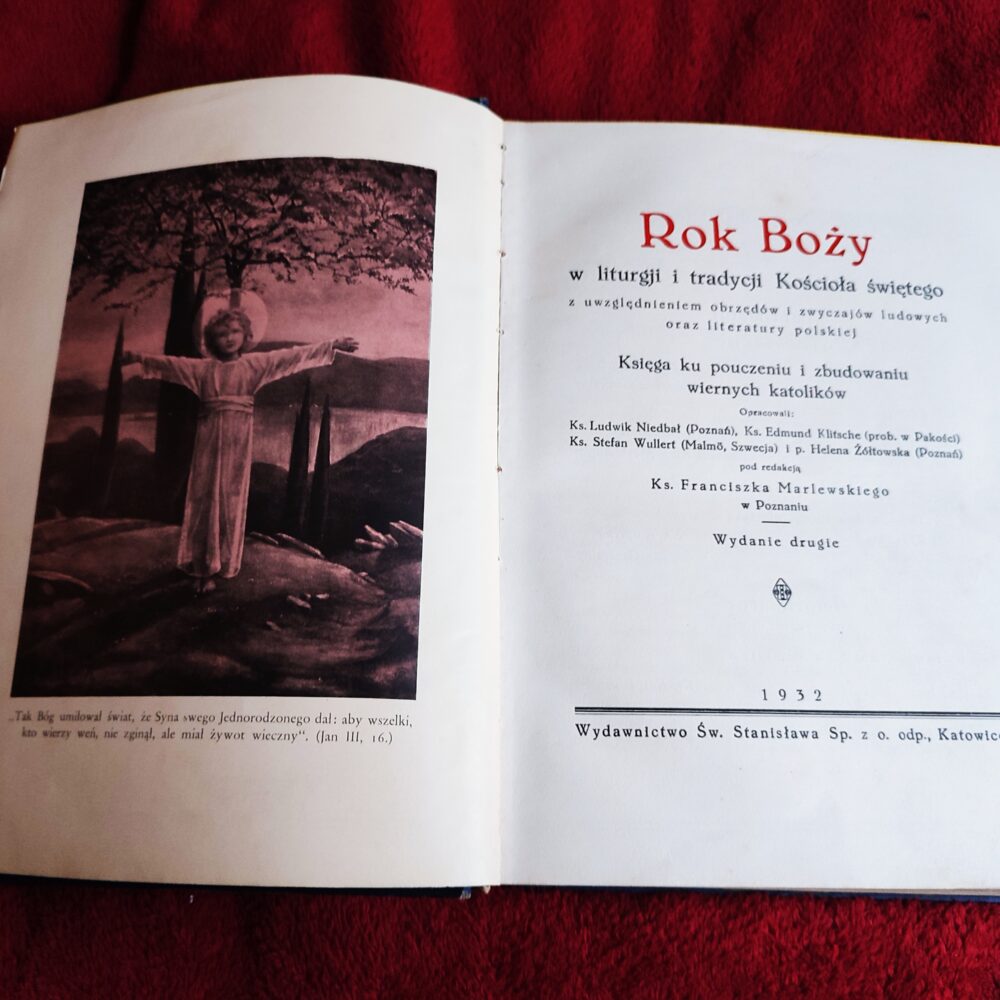 „Tak Bóg umiłował świat, że Syna swego Jednorodzonego dał: aby wszelki,
kto wierzy weń, nie zginął, ale miał żywot wieczny“. (Jan III, 16.)
Rok Boży
w liturgji i tradycji Kościoła świętego
z uwzględnieniem obrzędów i zwyczajów ludowych
oraz literatury polskiej
Księga ku pouczeniu i zbudowaniu
wiernych katolików
Opracowali:
Ks. Ludwik Niedbał (Poznań), Ks. Edmund Klitsche (prob. w Pakości)
Ks. Stefan Wullert (Malmö, Szwecja) i p. Helena Żółtowska (Poznań)
pod redakcją
Ks. Franciszka Marlewskiego
w Poznaniu
Wydanie drugie
1932
Wydawnictwo Św. Stanisława Sp. z o. odp., Katowice